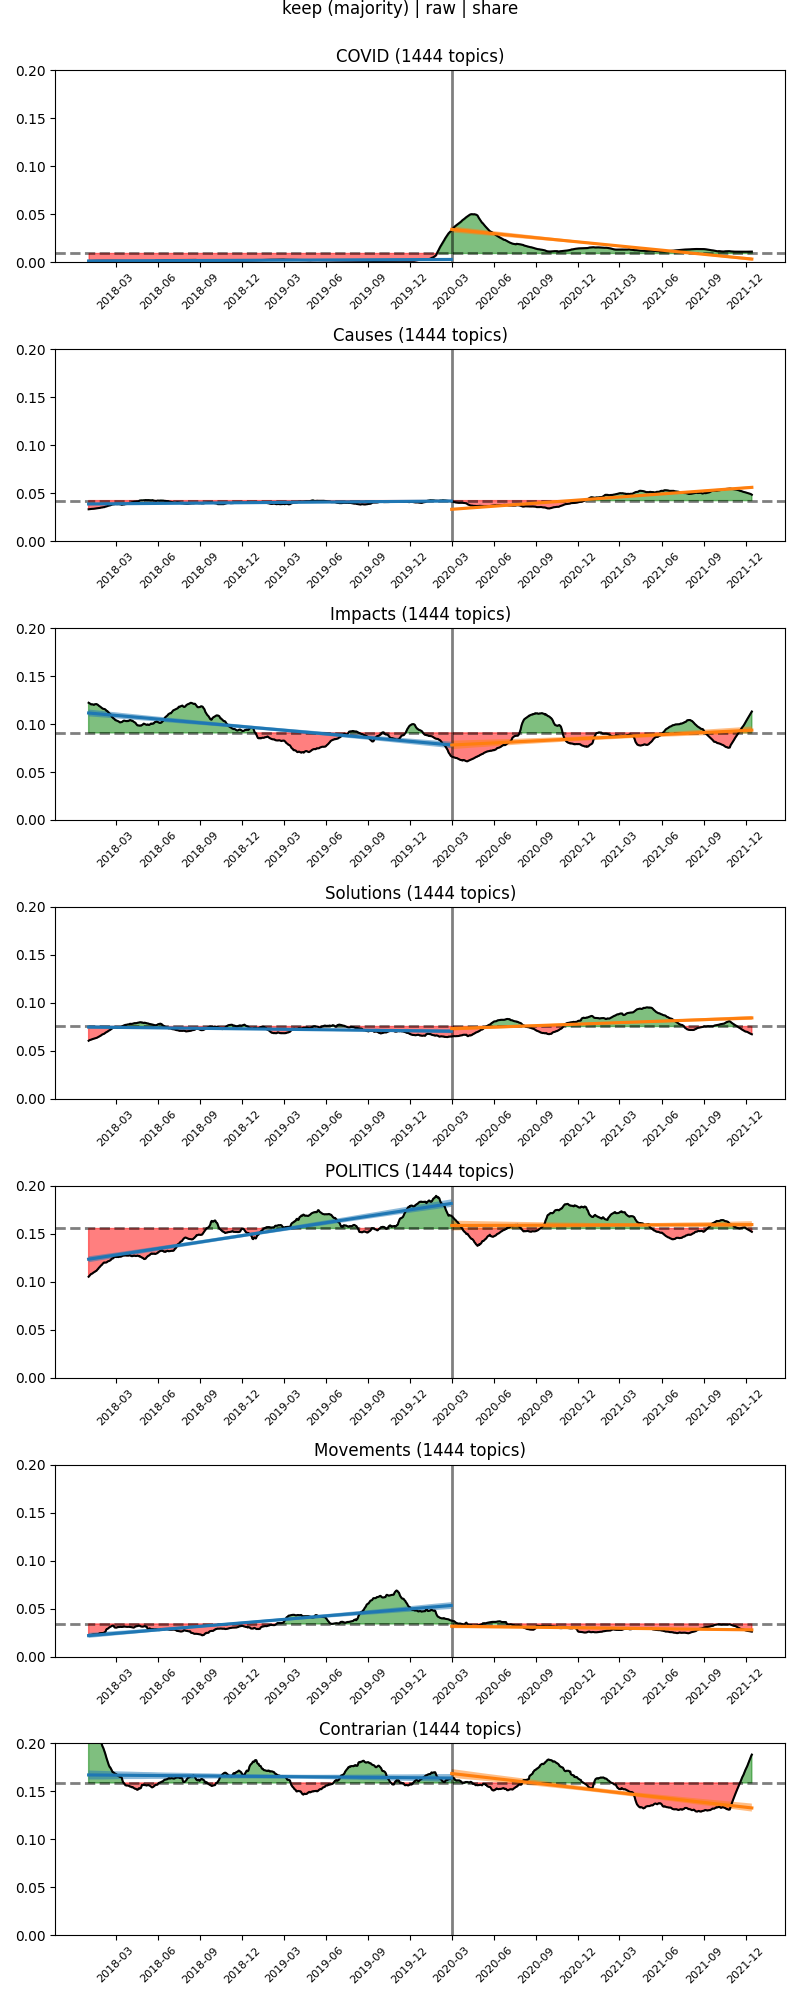 keep (majority) | raw | share
COVID (1444 topics)
0.20
0.15
0.10
0.05
0.00
2018-03 2018-06 2018-09 2018-12 2019-03 2019-06 2019-09 2019-12 2020-03 2020-06 2020-09 2020-12 2021-03 2021-06 2021-09 2021-12
Causes (1444 topics)
0.20
0.15
0.10
0.05
0.00
2018-03 2018-06 2018-09 2018-12 2019-03 2019-06 2019-09 2019-12 2020-03 2020-06 2020-09 2020-12 2021-03 2021-06 2021-09 2021-12
Impacts (1444 topics)
0.20
0.15
0.10
0.05
0.00
2018-03 2018-06 2018-09 2018-12 2019-03 2019-06 2019-09 2019-12 2020-03 2020-06 2020-09 2020-12 2021-03 2021-06 2021-09 2021-12
Solutions (1444 topics)
0.20
0.15
0.10
0.05
0.00
2018-03 2018-06 2018-09 2018-12 2019-03 2019-06 2019-09 2019-12 2020-03 2020-06 2020-09 2020-12 2021-03 2021-06 2021-09 2021-12
POLITICS (1444 topics)
0.20
0.15
0.10
0.05
0.00
2018-03 2018-06 2018-09 2018-12 2019-03 2019-06 2019-09 2019-12 2020-03 2020-06 2020-09 2020-12 2021-03 2021-06 2021-09 2021-12
Movements (1444 topics)
0.20
0.15
0.10
0.05
0.00
2018-03 2018-06 2018-09 2018-12 2019-03 2019-06 2019-09 2019-12 2020-03 2020-06 2020-09 2020-12 2021-03 2021-06 2021-09 2021-12
Contrarian (1444 topics)
0.20
0.15
0.10
0.05
0.00
2018-03 2018-06 2018-09 2018-12 2019-03 2019-06 2019-09 2019-12 2020-03 2020-06 2020-09 2020-12 2021-03 2021-06 2021-09 2021-12